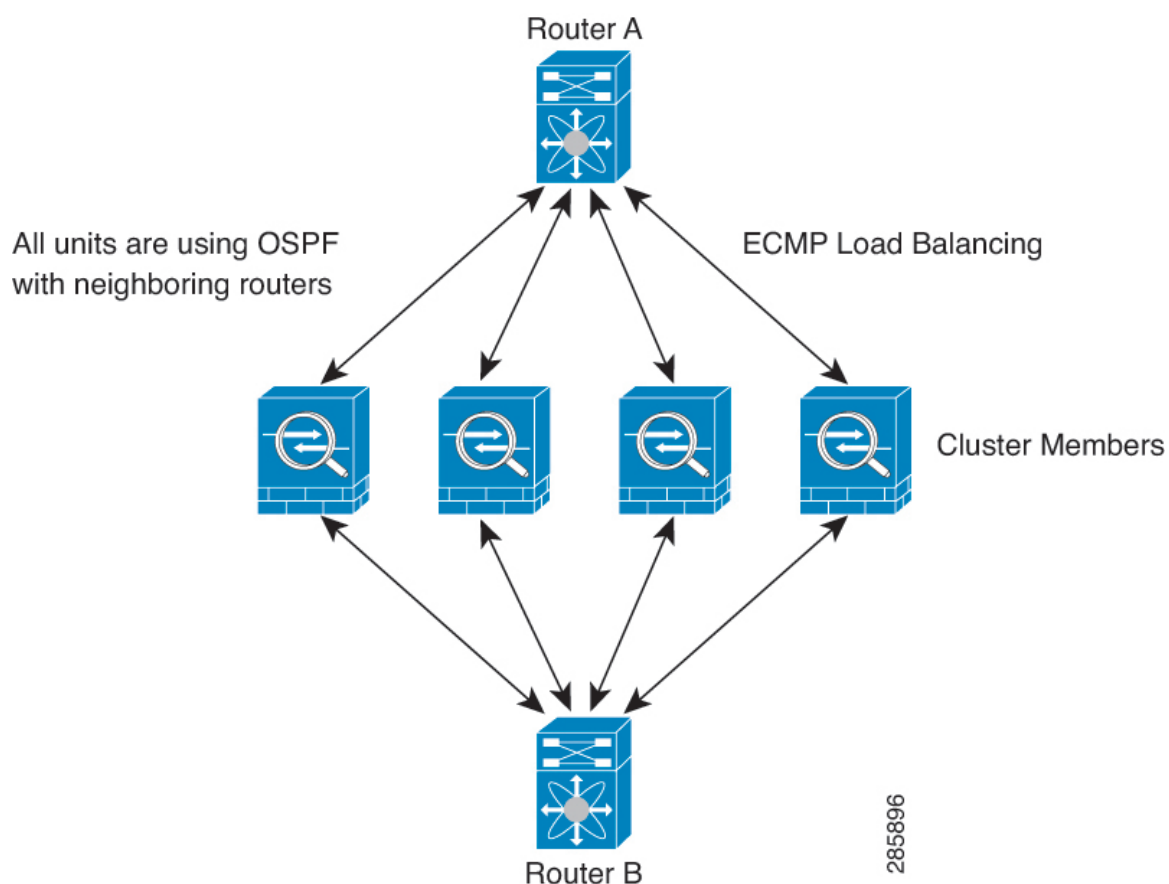 Router A
All units are using OSPF
with neighboring routers
ECMP Load Balancing
Cluster Members
Router B
285896